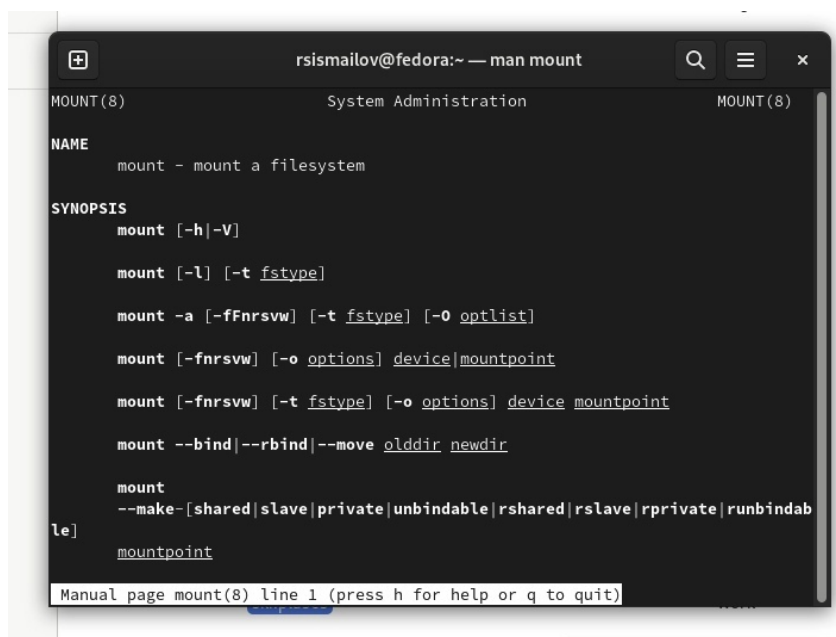 rsismailov@fedora:~ — man mount
MOUNT(8) System Administration MOUNT(8)
NAME
mount - mount a filesystem
SYNOPSIS
mount [-h|-V]
mount [-l] [-t fstype]
mount -a [-fFnrsvw] [-t fstype] [-O optlist]
mount [-fnrsvw] [-o options] device|mountpoint
mount [-fnrsvw] [-t fstype] [-o options] device mountpoint
mount --bind|--rbind|--move olddir newdir
mount
--make-[shared|slave|private|unbindable|rshared|rslave|rprivate|runbindab
le]
mountpoint
Manual page mount(8) line 1 (press h for help or q to quit)